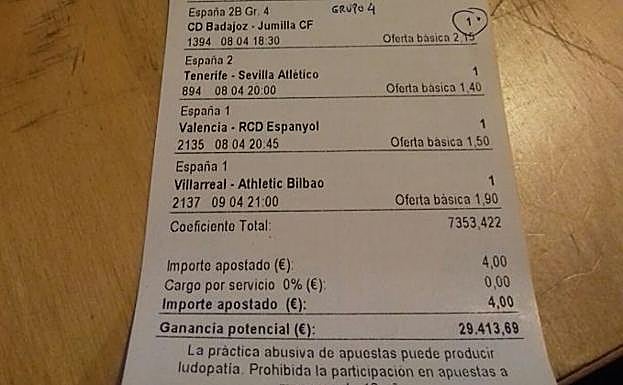 España 2B Gr. 4 GRUPO 4
CD Badajoz - Jumilla CF 1*
1394 08 04 18:30 Oferta básica 2,15
España 2
Tenerife - Sevilla Atlético 1
894 08 04 20:00 Oferta básica 1,40
España 1
Valencia - RCD Espanyol 1
2135 08 04 20:45 Oferta básica 1,50
España 1
Villarreal - Athletic Bilbao 1
2137 09 04 21:00 Oferta básica 1,90
Coeficiente Total: 7353,422
Importe apostado (€): 4,00
Cargo por servicio 0% (€): 0,00
Importe apostado (€): 4,00
Ganancia potencial (€): 29.413,69
La práctica abusiva de apuestas puede producir
ludopatía. Prohibida la participación en apuestas a